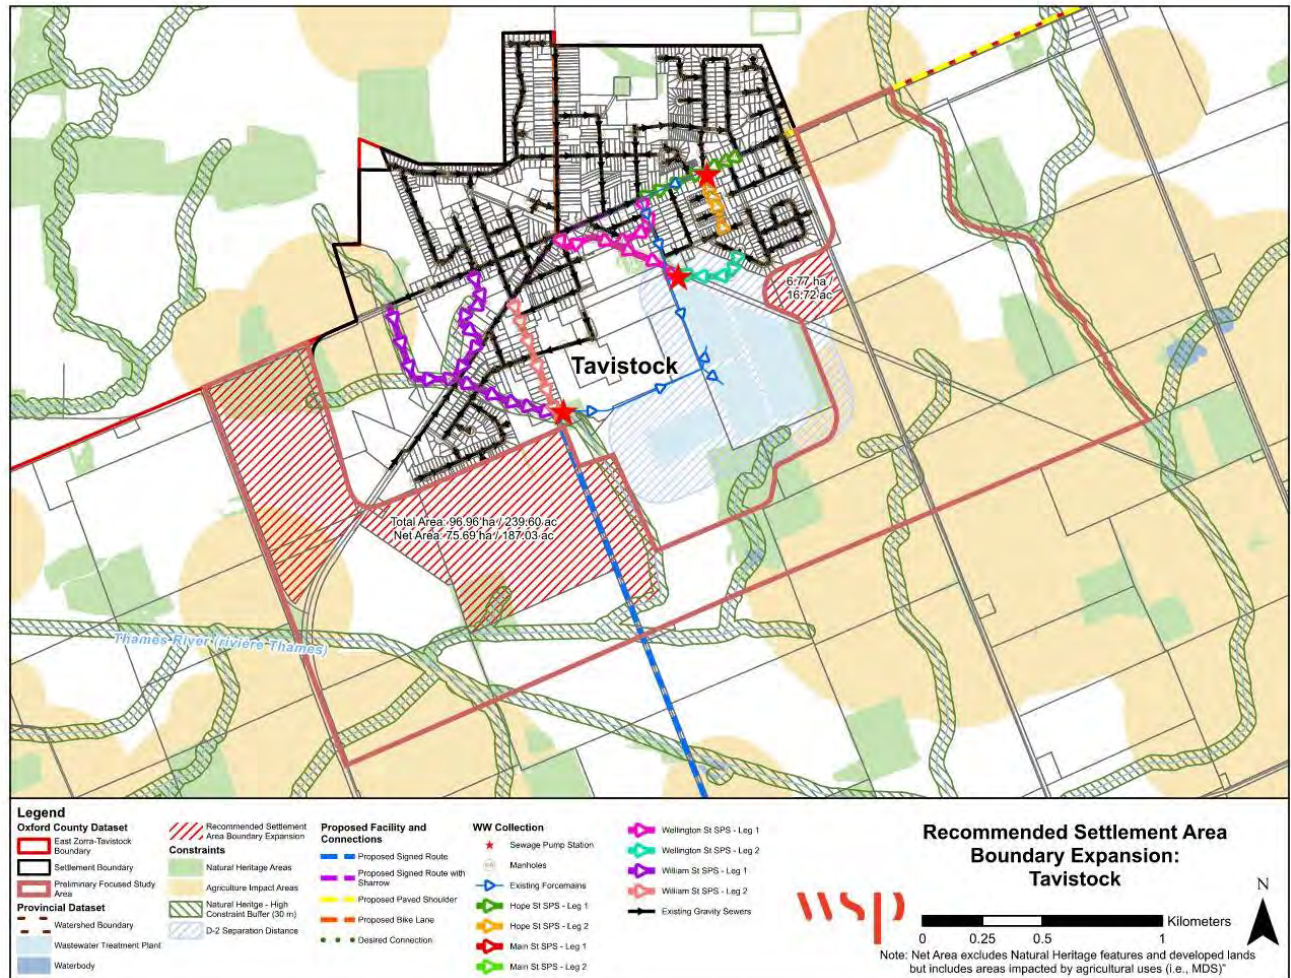 6.77 ha /
16.72 ac
Tavistock
Total Area: 96.96 ha / 239.60 ac
Net Area: 75.69 ha / 187.03 ac
Thames River (rivière Thames)
Legend
Oxford County Dataset
East Zorra-Tavistock
Boundary
Settlement Boundary
Preliminary Focused Study
Area
Provincial Dataset
Watershed Boundary
Wastewater Treatment Plant
Waterbody
Recommended Settlement
Area Boundary Expansion
Constraints
Natural Heritage Areas
Agriculture Impact Areas
Natural Heritge - High
Constraint Buffer (30 m)
D-2 Separation Distance
Proposed Facility and
Connections
Proposed Signed Route
Proposed Signed Route with
Sharrow
Proposed Paved Shoulder
Proposed Bike Lane
Desired Connection
WW Collection
Sewage Pump Station
Manholes
Existing Forcemains
Hope St SPS - Leg 1
Hope St SPS - Leg 2
Main St SPS - Leg 1
Main St SPS - Leg 2
Wellington St SPS - Leg 1
Wellington St SPS - Leg 2
William St SPS - Leg 1
William St SPS - Leg 2
Existing Gravity Sewers
wsp
Recommended Settlement Area
Boundary Expansion:
Tavistock
N
Kilometers
0 0.25 0.5 1
Note: Net Area excludes Natural Heritage features and developed lands
but includes areas impacted by agricultural uses (i.e., MDS)"